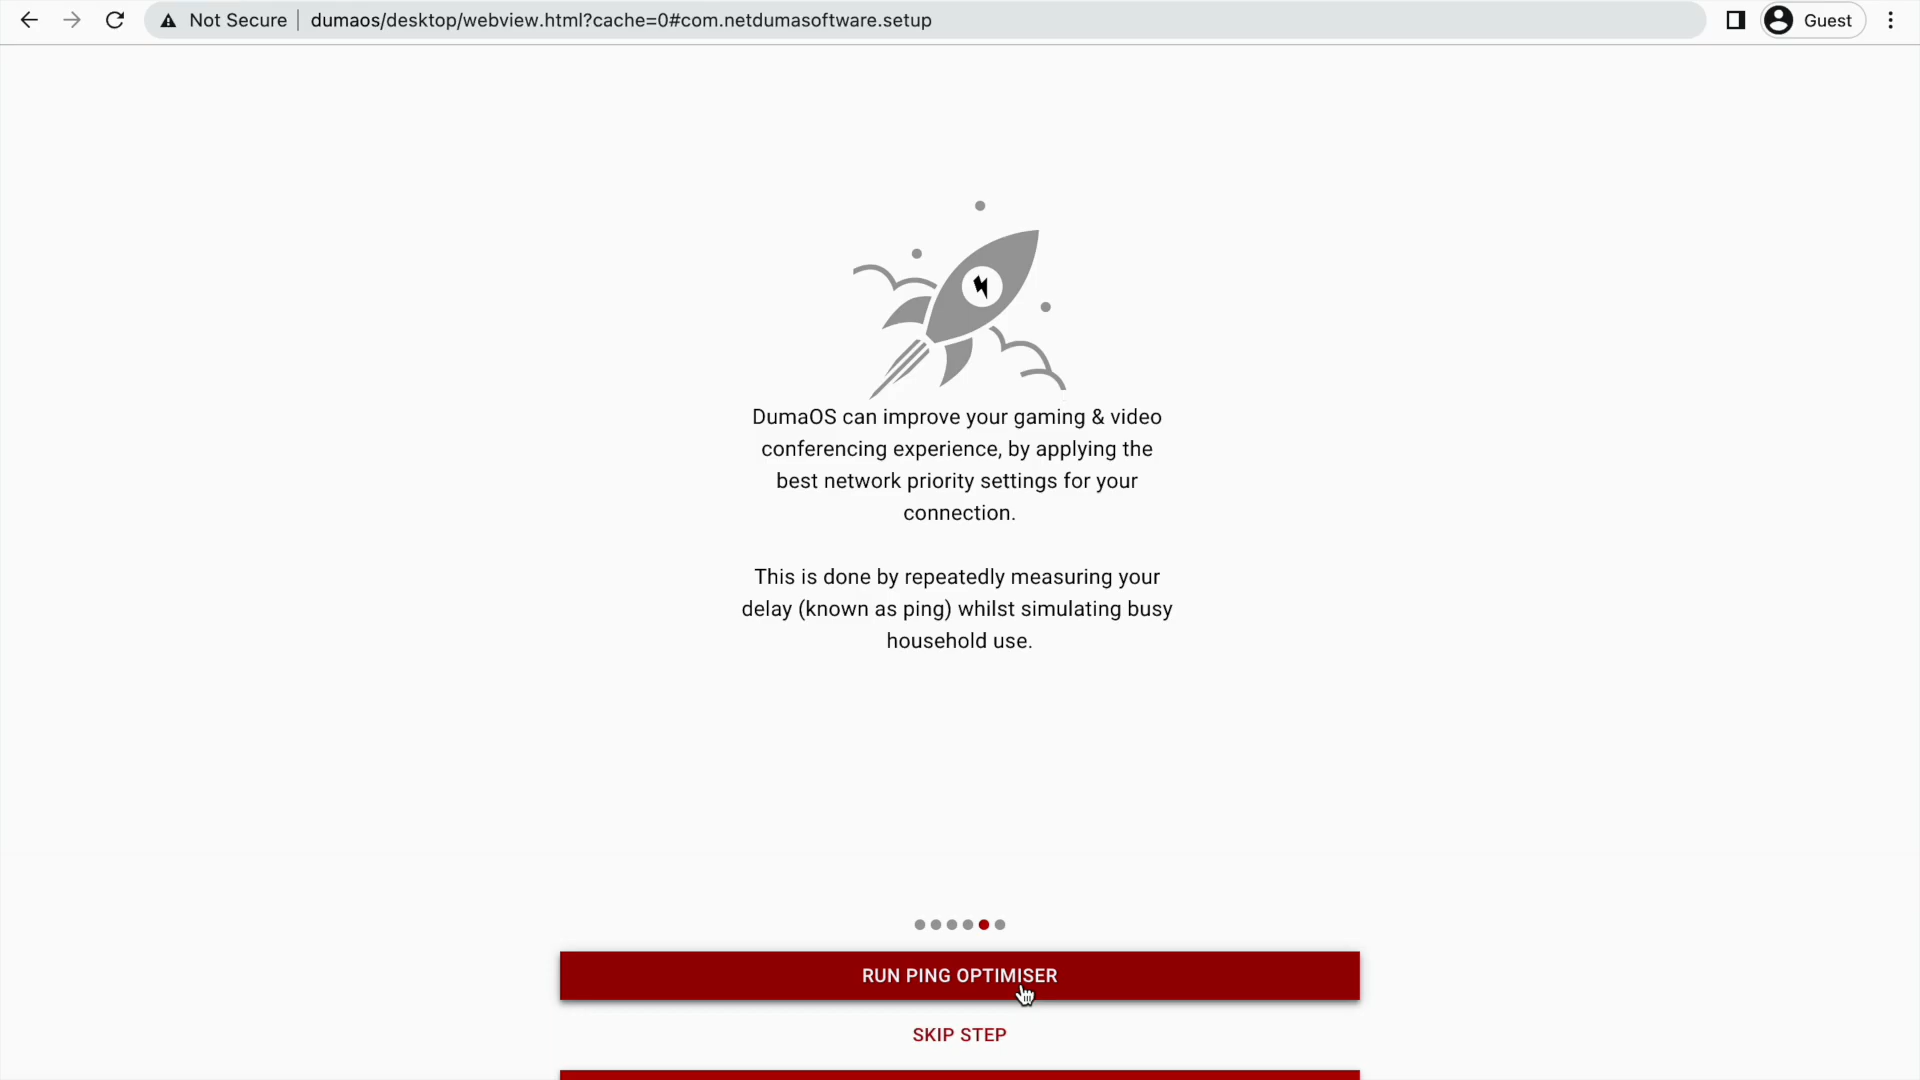 Not Secure
dumaos/desktop/webview.html?cache=0#com.netdumasoftware.setup
Guest
DumaOS can improve your gaming & video
conferencing experience, by applying the
best network priority settings for your
connection.
This is done by repeatedly measuring your
delay (known as ping) whilst simulating busy
household use.
RUN PING OPTIMISER
SKIP STEP